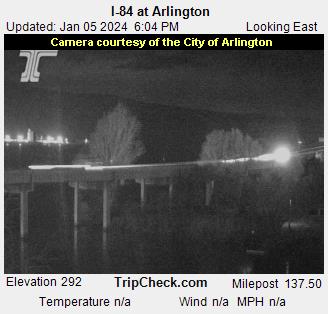 I-84 at Arlington
Updated: Jan 05 2024 6:04 PM Looking East
Camera courtesy of the City of Arlington
Elevation 292 TripCheck.com Milepost 137.50
Temperature n/a Wind n/a MPH n/a